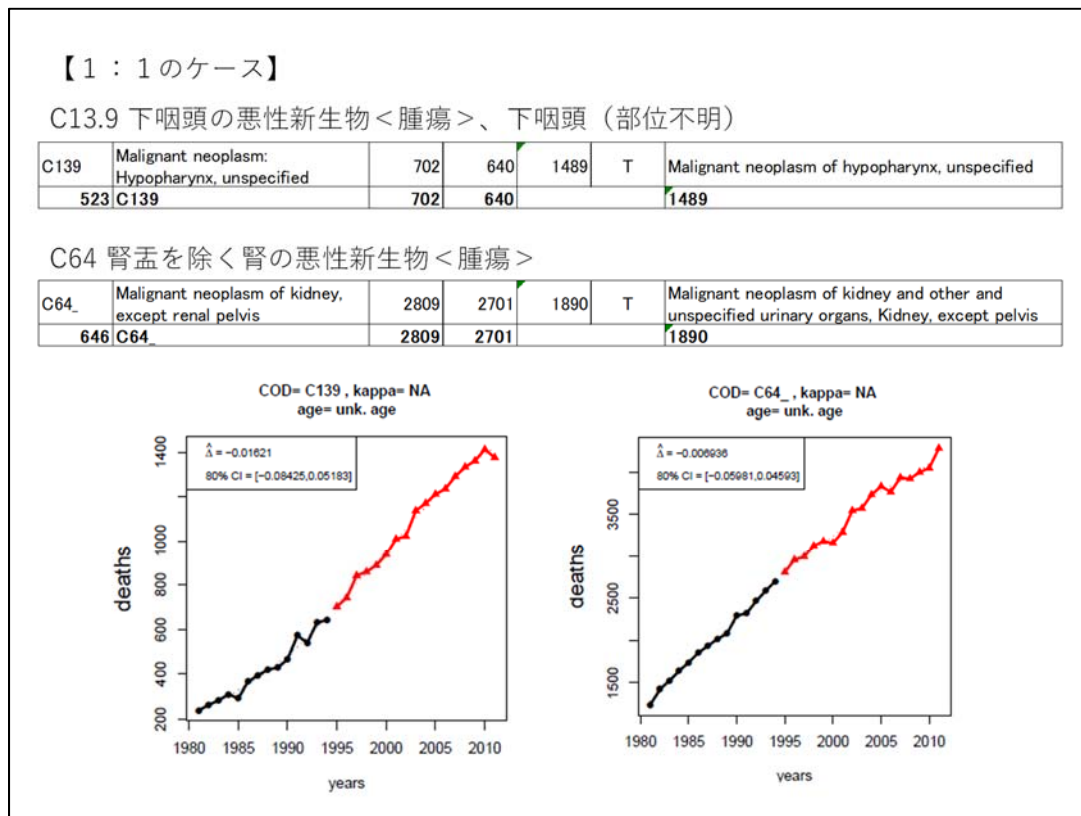 【1：1のケース】
C13.9 下咽頭の悪性新生物＜腫瘍＞、下咽頭（部位不明）
C139 Malignant neoplasm: Hypopharynx, unspecified 702 640 1489 T Malignant neoplasm of hypopharynx, unspecified
523 C139 702 640 1489
C64 腎盂を除く腎の悪性新生物＜腫瘍＞
C64_ Malignant neoplasm of kidney, except renal pelvis 2809 2701 1890 T Malignant neoplasm of kidney and other and unspecified urinary organs, Kidney, except pelvis
646 C64_ 2809 2701 1890
COD= C139 , kappa= NA
age= unk. age
Δ̂ = −0.01621
80% CI = [−0.08425,0.05183]
deaths
1400
1000
800
600
400
200
1980 1985 1990 1995 2000 2005 2010
years
COD= C64_ , kappa= NA
age= unk. age
Δ̂ = −0.006936
80% CI = [−0.05981,0.04593]
deaths
3500
2500
1500
1980 1985 1990 1995 2000 2005 2010
years